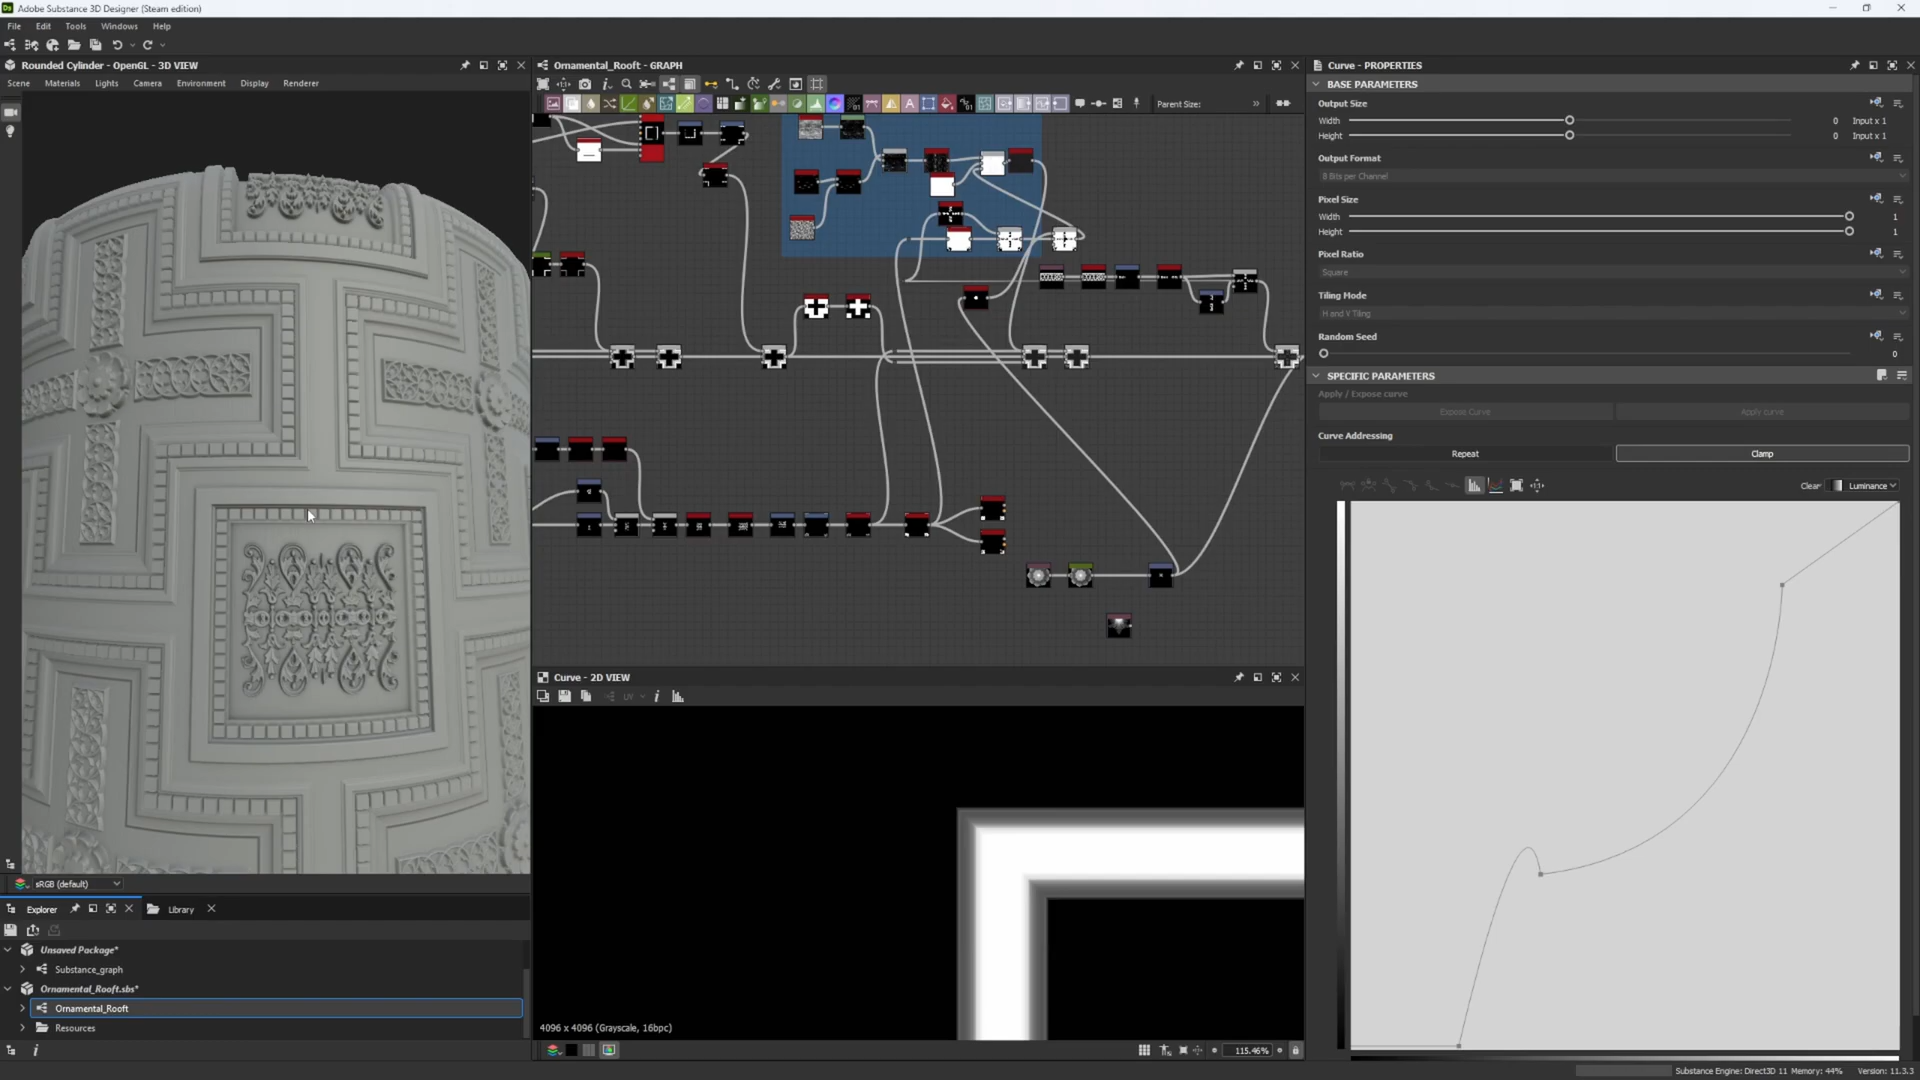 Adobe Substance 3D Designer (Steam edition)
File Edit Tools Windows Help
Rounded Cylinder - OpenGL - 3D VIEW
Scene Materials Lights Camera Environment Display Renderer
sRGB (default)
Explorer Library
Unsaved Package*
Substance_graph
Ornamental_Rooft.sbs*
Ornamental_Rooft
Resources
Ornamental_Rooft - GRAPH
Parent Size:
Curve - 2D VIEW
UV
4096 x 4096 (Grayscale, 16bpc)
115.46%
Curve - PROPERTIES
BASE PARAMETERS
Output Size
Width 0 Input x 1
Height 0 Input x 1
Output Format
8 Bits per Channel
Pixel Size
Width 1
Height 1
Pixel Ratio
Square
Tiling Mode
H and V Tiling
Random Seed
0
SPECIFIC PARAMETERS
Apply / Expose curve
Expose Curve Apply curve
Curve Addressing
Repeat Clamp
Clear Luminance
Substance Engine: Direct3D 11 Memory: 44% Version: 11.3.3